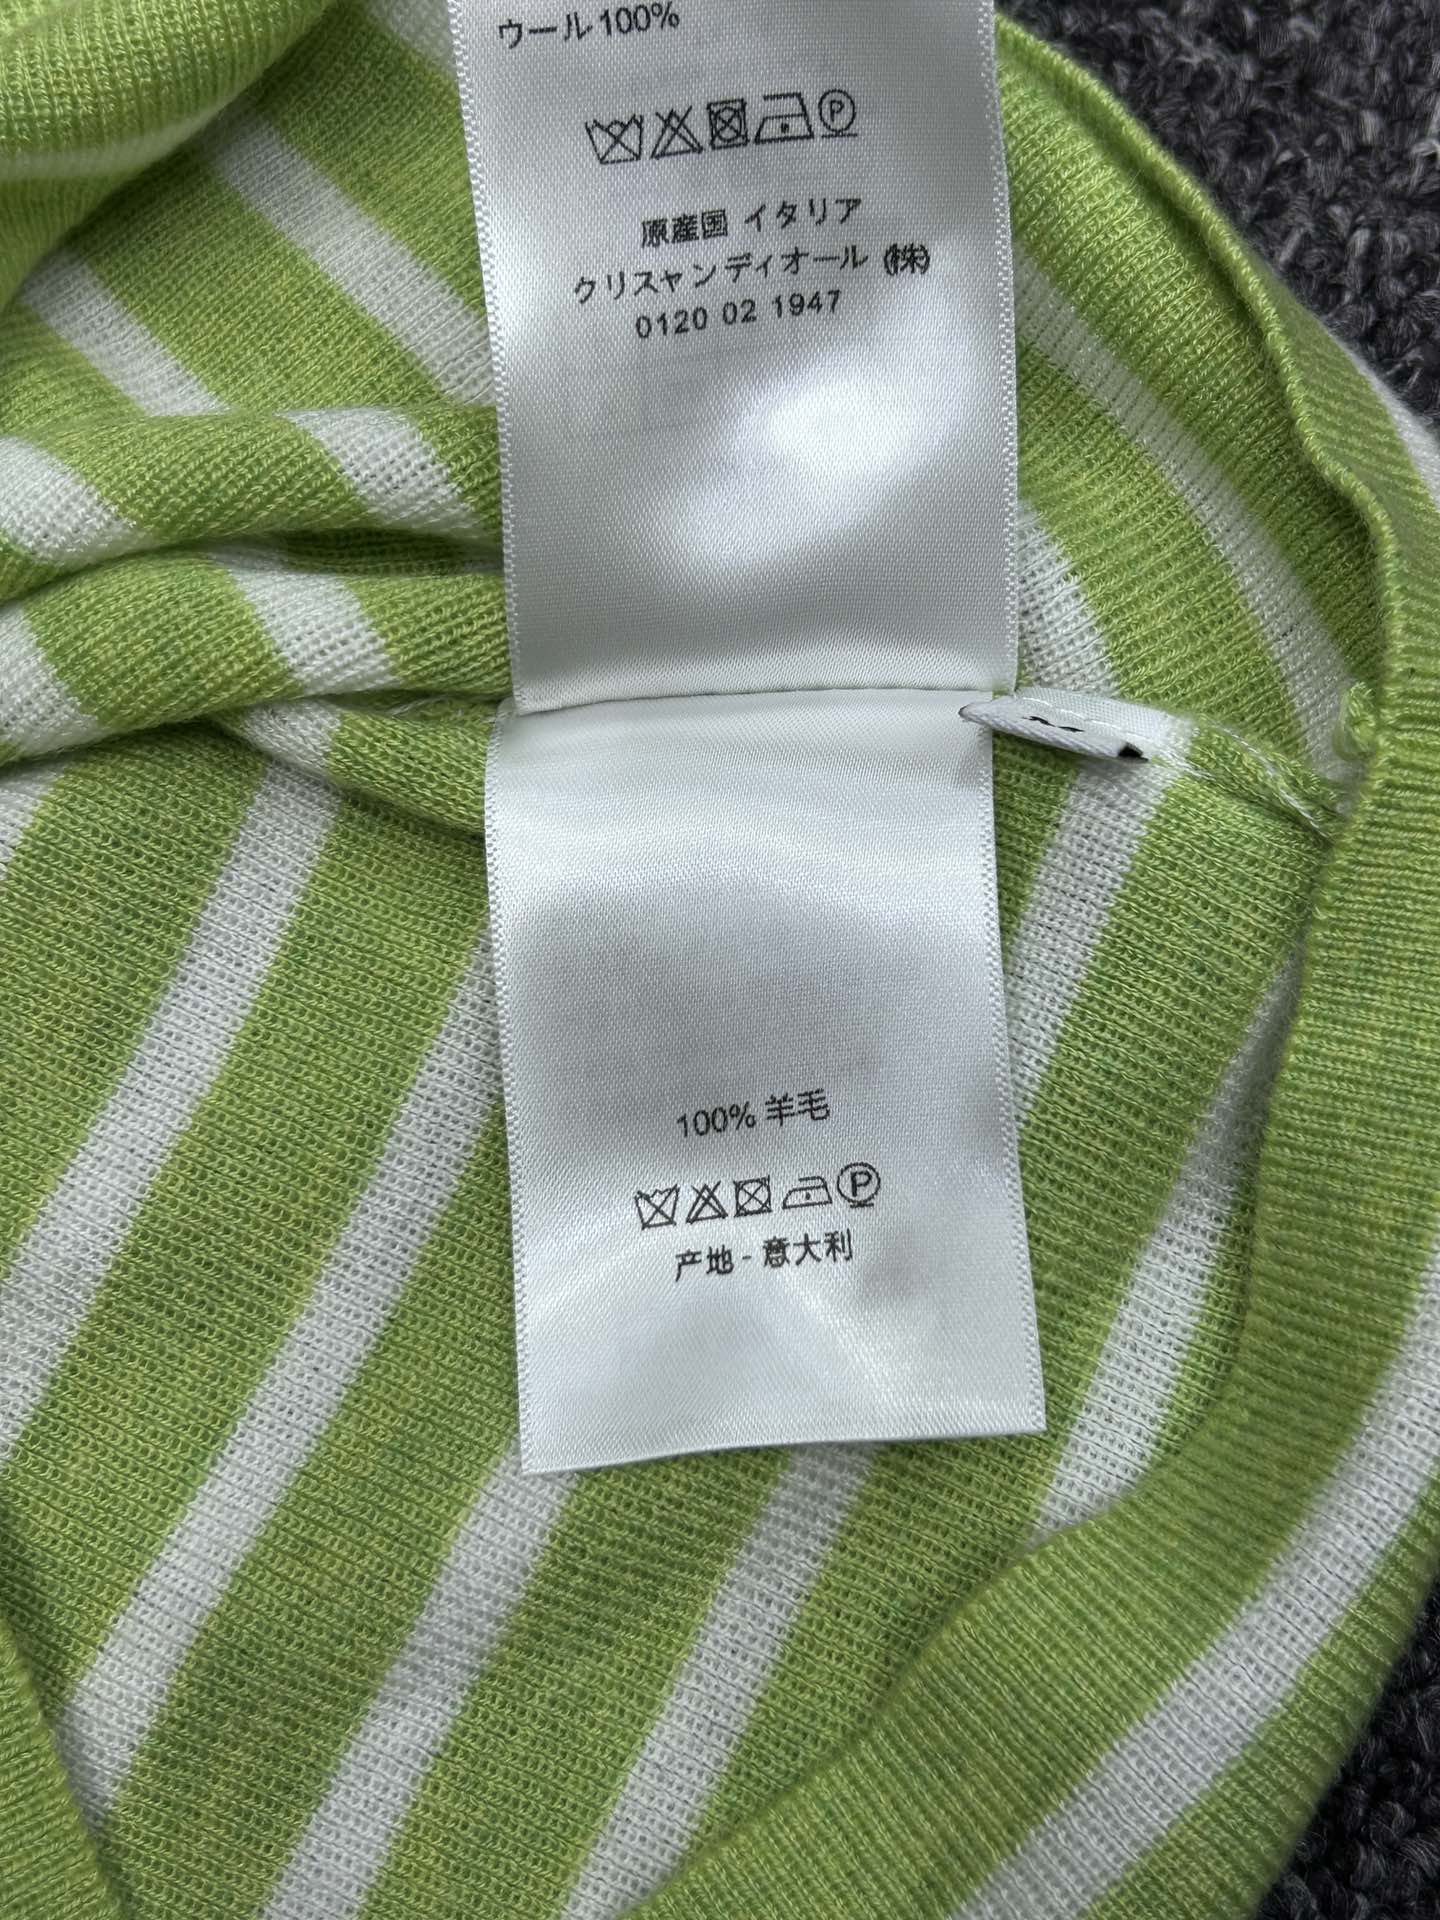 ウール 100%
P
原産国 イタリア
クリスャンディオール (株)
0120 02 1947
100% 羊毛
P
产地 - 意大利